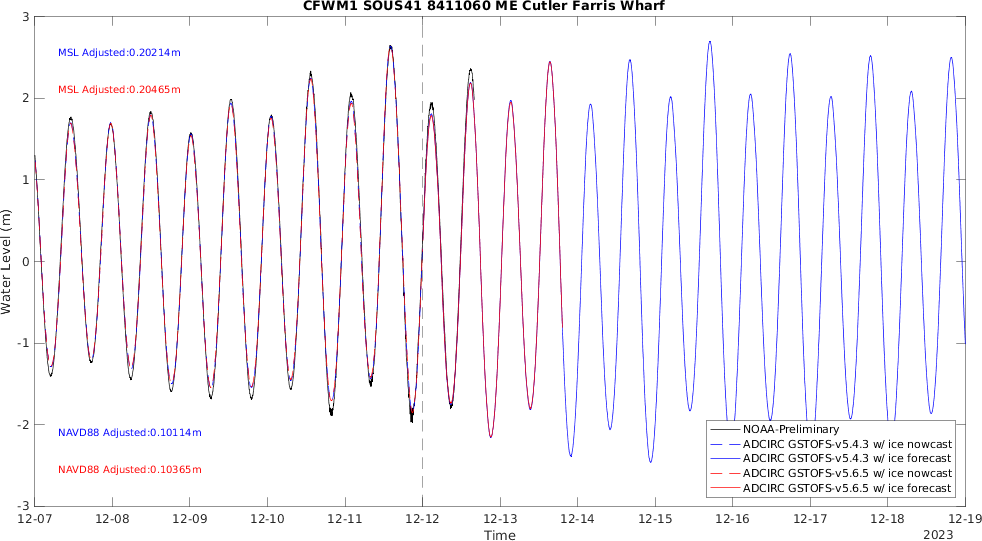 CFWM1 SOUS41 8411060 ME Cutler Farris Wharf
3
2
1
0
-1
-2
-3
Water Level (m)
MSL Adjusted:0.20214m
MSL Adjusted:0.20465m
NAVD88 Adjusted:0.10114m
NAVD88 Adjusted:0.10365m
NOAA-Preliminary
ADCIRC GSTOFS-v5.4.3 w/ ice nowcast
ADCIRC GSTOFS-v5.4.3 w/ ice forecast
ADCIRC GSTOFS-v5.6.5 w/ ice nowcast
ADCIRC GSTOFS-v5.6.5 w/ ice forecast
12-07 12-08 12-09 12-10 12-11 12-12 12-13 12-14 12-15 12-16 12-17 12-18 12-19
Time
2023